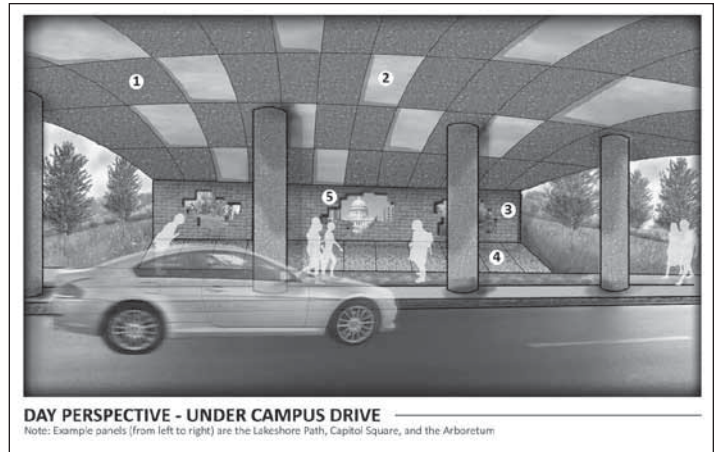 1
2
5
3
4
DAY PERSPECTIVE - UNDER CAMPUS DRIVE
Note: Example panels (from left to right) are the Lakeshore Path, Capitol Square, and the Arboretum